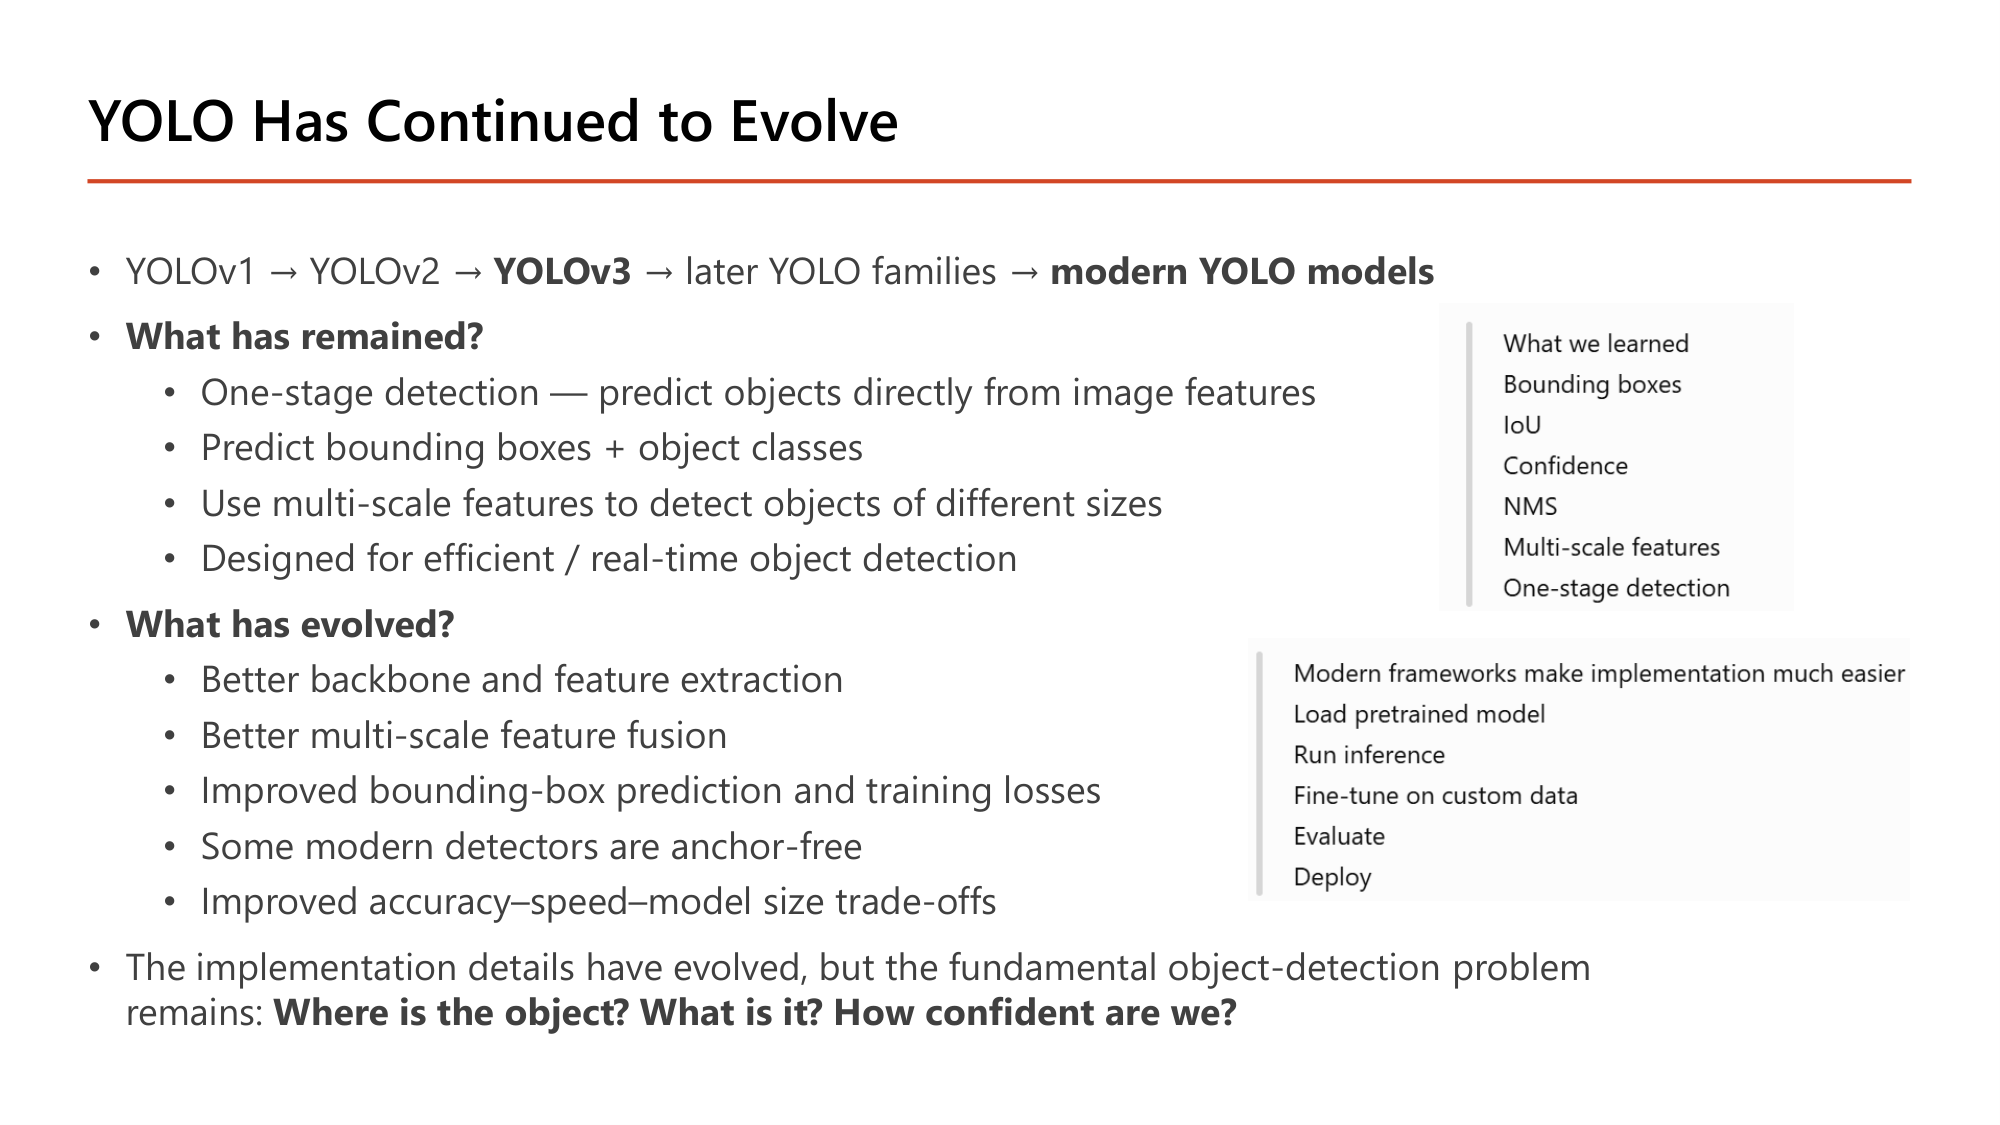 YOLO Has Continued to Evolve
• YOLOv1 → YOLOv2 → YOLOv3 → later YOLO families → modern YOLO models
• What has remained?
• One-stage detection — predict objects directly from image features
• Predict bounding boxes + object classes
• Use multi-scale features to detect objects of different sizes
• Designed for efficient / real-time object detection
• What has evolved?
• Better backbone and feature extraction
• Better multi-scale feature fusion
• Improved bounding-box prediction and training losses
• Some modern detectors are anchor-free
• Improved accuracy–speed–model size trade-offs
• The implementation details have evolved, but the fundamental object-detection problem
remains: Where is the object? What is it? How confident are we?
What we learned
Bounding boxes
IoU
Confidence
NMS
Multi-scale features
One-stage detection
Modern frameworks make implementation much easier
Load pretrained model
Run inference
Fine-tune on custom data
Evaluate
Deploy